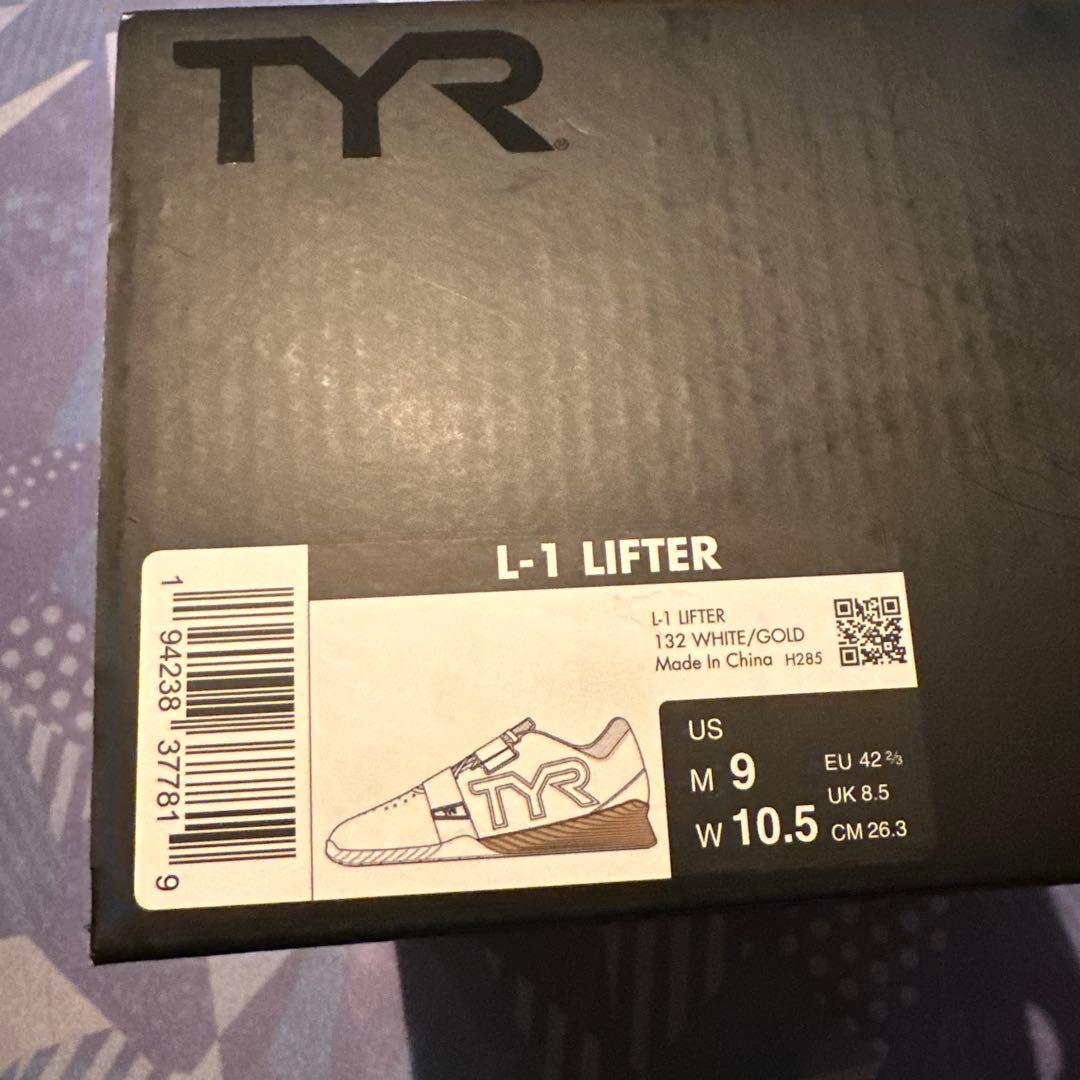 TYR®
L-1 LIFTER
L-1 LIFTER
132 WHITE/GOLD
Made In China H285
1 94238 37781 9
TYR
US
M 9
W 10.5
EU 42 ⅔
UK 8.5
CM 26.3